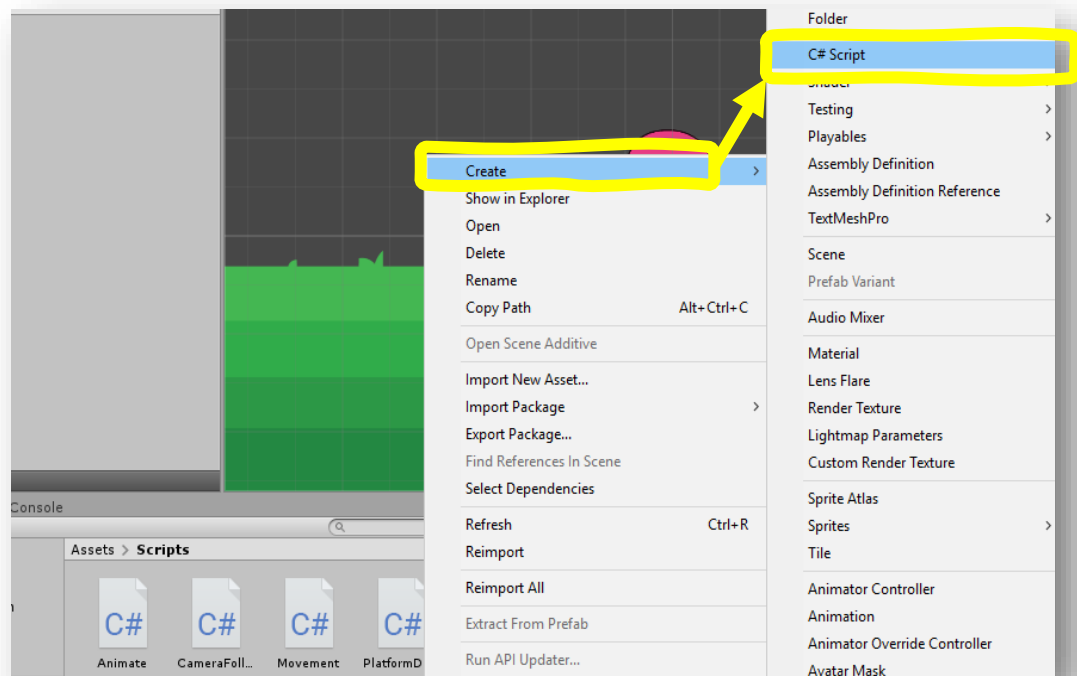 Folder
C# Script
Shader
Testing
Playables
Assembly Definition
Assembly Definition Reference
TextMeshPro
Scene
Prefab Variant
Audio Mixer
Material
Lens Flare
Render Texture
Lightmap Parameters
Custom Render Texture
Sprite Atlas
Sprites
Tile
Animator Controller
Animation
Animator Override Controller
Avatar Mask
Create
Show in Explorer
Open
Delete
Rename
Copy Path Alt+Ctrl+C
Open Scene Additive
Import New Asset...
Import Package
Export Package...
Find References In Scene
Select Dependencies
Refresh Ctrl+R
Reimport
Reimport All
Extract From Prefab
Run API Updater...
Console
Assets > Scripts
C# C# C# C#
Animate CameraFoll... Movement PlatformD